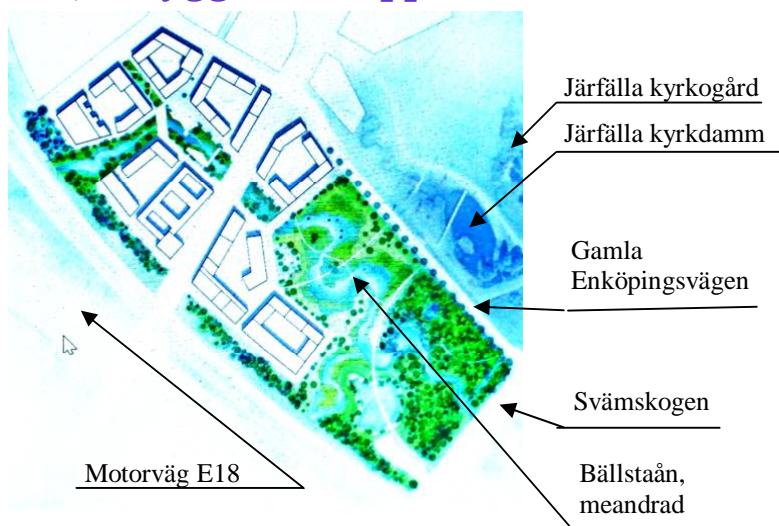 Järfälla kyrkogård
Järfälla kyrkdamm
Gamla
Enköpingsvägen
Svämskogen
Motorväg E18
Bällstaån,
meandrad